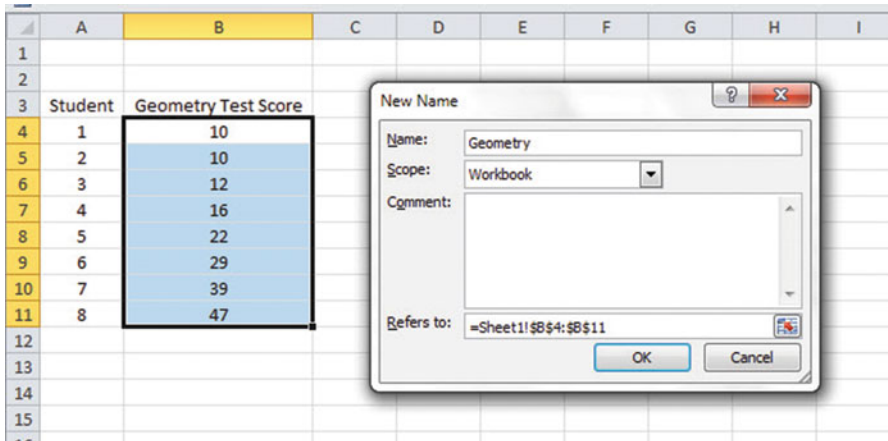 A B C D E F G H I
1
2
3 Student Geometry Test Score
4 1 10
5 2 10
6 3 12
7 4 16
8 5 22
9 6 29
10 7 39
11 8 47
12
13
14
15
New Name
?
Name: Geometry
Scope: Workbook
Comment:
Refers to: =Sheet1!$B$4:$B$11
OK Cancel